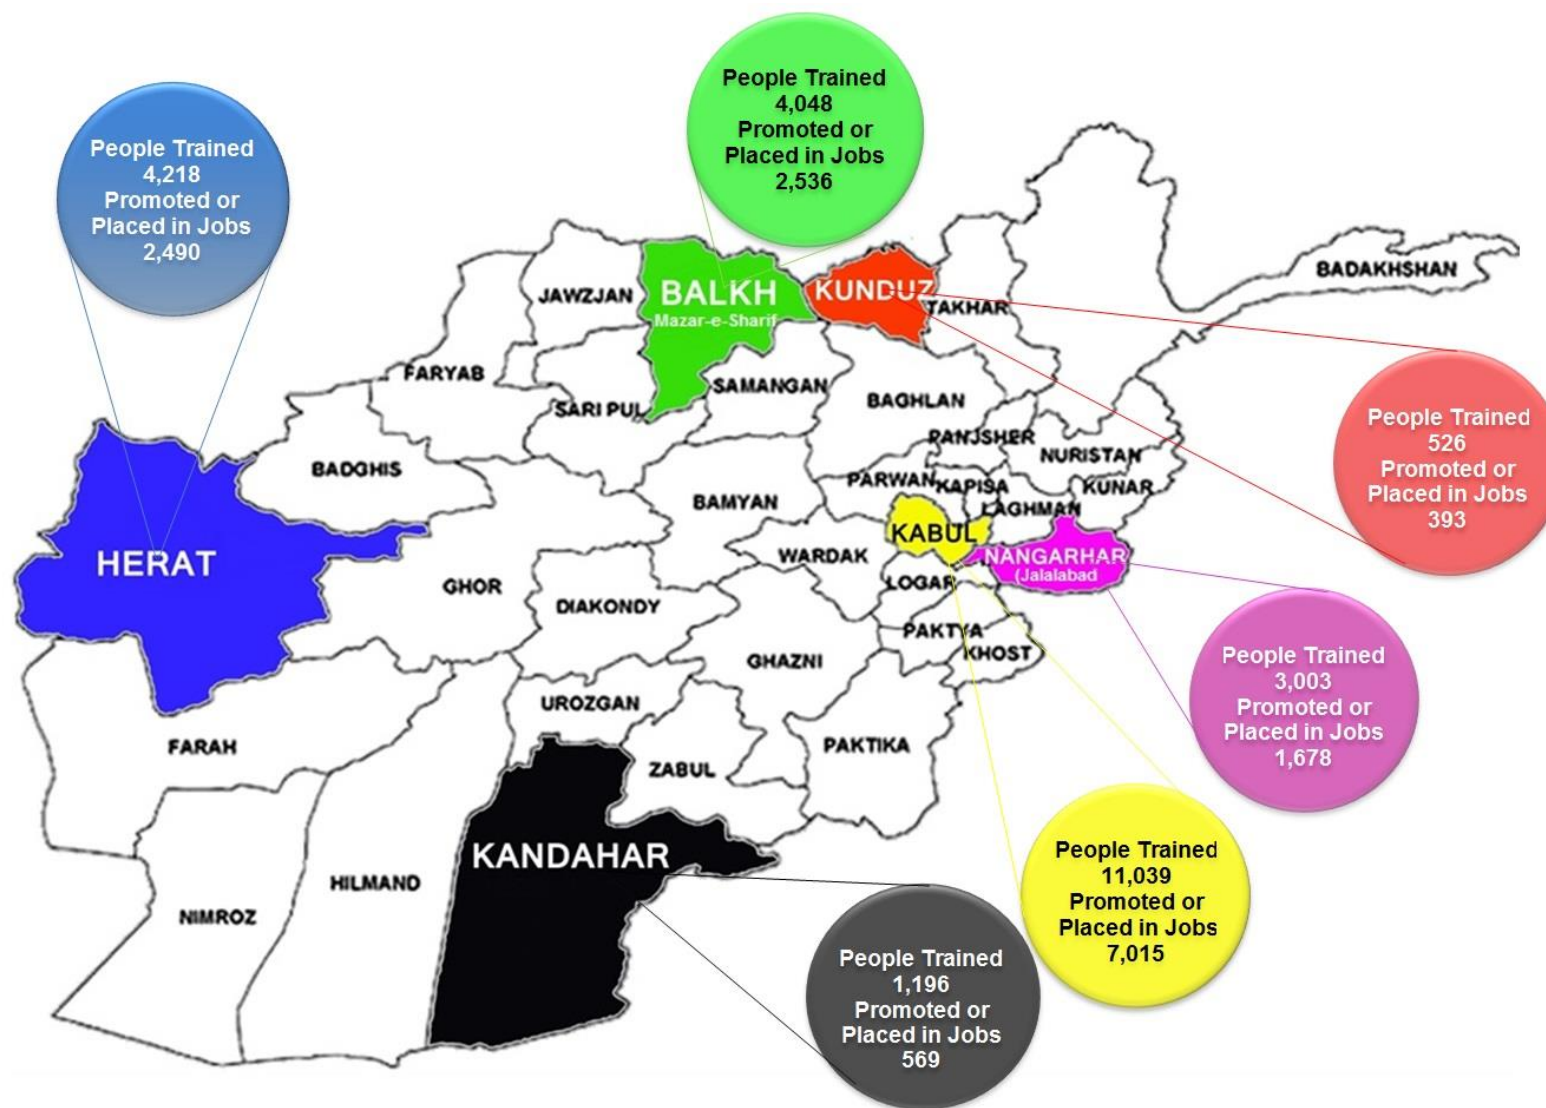 People Trained
4,048
Promoted or
Placed in Jobs
2,536
People Trained
4,218
Promoted or
Placed in Jobs
2,490
BADAKHSHAN
JAWZJAN
BALKH
Mazar-e-Sharif
KUNDUZ
TAKHAR
FARYAB
SARI PUL
SAMANGAN
BAGHLAN
People Trained
526
Promoted or
Placed in Jobs
393
BADGHIS
PANJSHER
NURISTAN
BAMYAN
PARWAN
KAPISA
KUNAR
LAGHMAN
HERAT
KABUL
WARDAK
NANGARHAR
(Jalalabad
GHOR
DIAKONDY
LOGAR
PAKTYA
KHOST
GHAZNI
People Trained
3,003
Promoted or
Placed in Jobs
1,678
UROZGAN
FARAH
ZABUL
PAKTIKA
KANDAHAR
HILMAND
NIMROZ
People Trained
11,039
Promoted or
Placed in Jobs
7,015
People Trained
1,196
Promoted or
Placed in Jobs
569